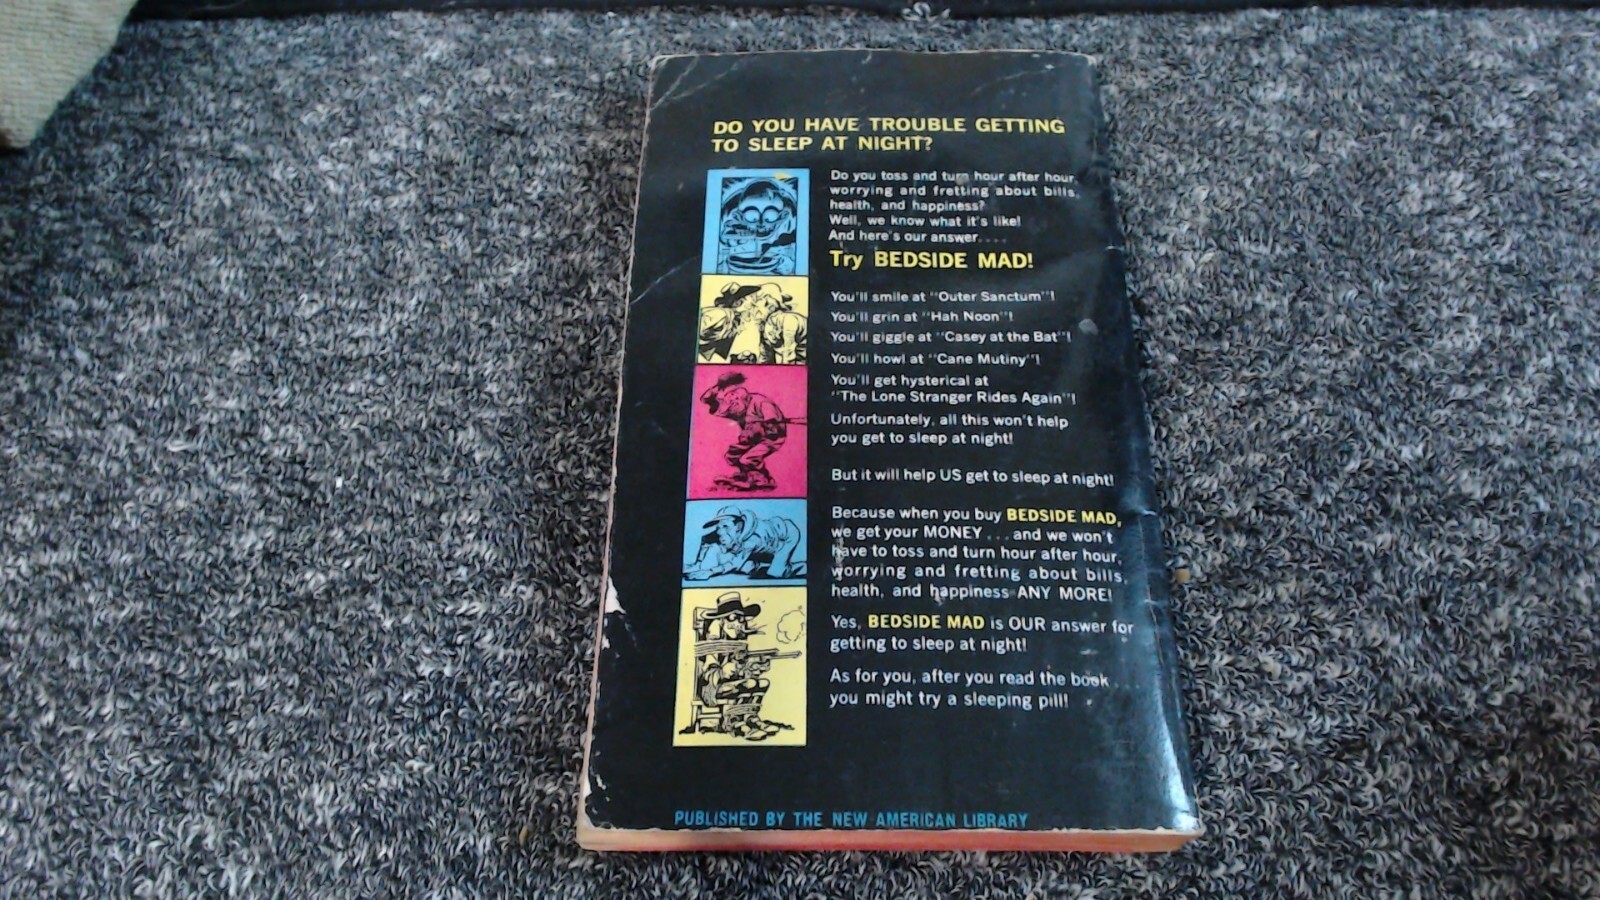 DO YOU HAVE TROUBLE GETTING
TO SLEEP AT NIGHT?
Do you toss and turn hour after hour,
worrying and fretting about bills,
health, and happiness?
Well, we know what it's like!
And here's our answer....
Try BEDSIDE MAD!
You'll smile at "Outer Sanctum"!
You'll grin at "Hah Noon"!
You'll giggle at "Casey at the Bat"!
You'll howl at "Cane Mutiny"!
You'll get hysterical at
"The Lone Stranger Rides Again"!
Unfortunately, all this won't help
you get to sleep at night!
But it will help US get to sleep at night!
Because when you buy BEDSIDE MAD,
we get your MONEY ... and we won't
have to toss and turn hour after hour,
worrying and fretting about bills,
health, and happiness ANY MORE!
Yes, BEDSIDE MAD is OUR answer for
getting to sleep at night!
As for you, after you read the book ....
you might try a sleeping pill!
PUBLISHED BY THE NEW AMERICAN LIBRARY